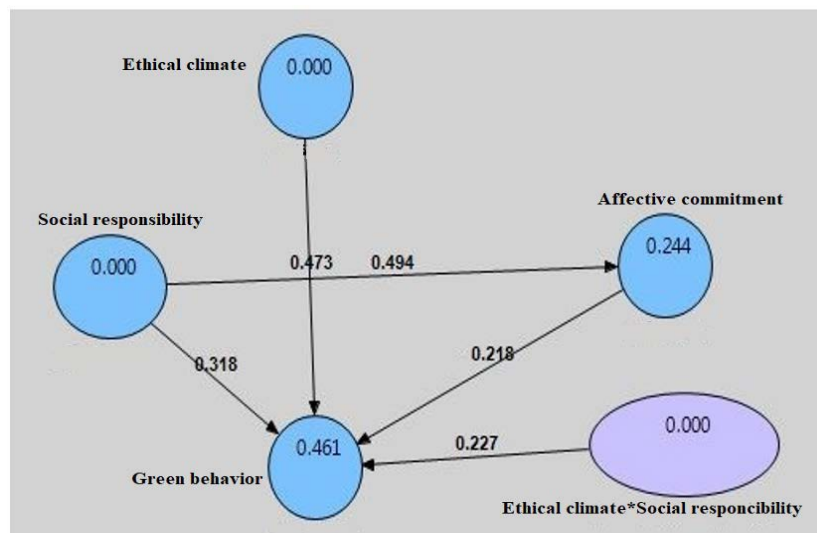 Ethical climate
0.000
Affective commitment
Social responsibility
0.244
0.000
0.473
0.494
0.218
0.318
0.000
0.461
0.227
Green behavior
Ethical climate*Social responcibility